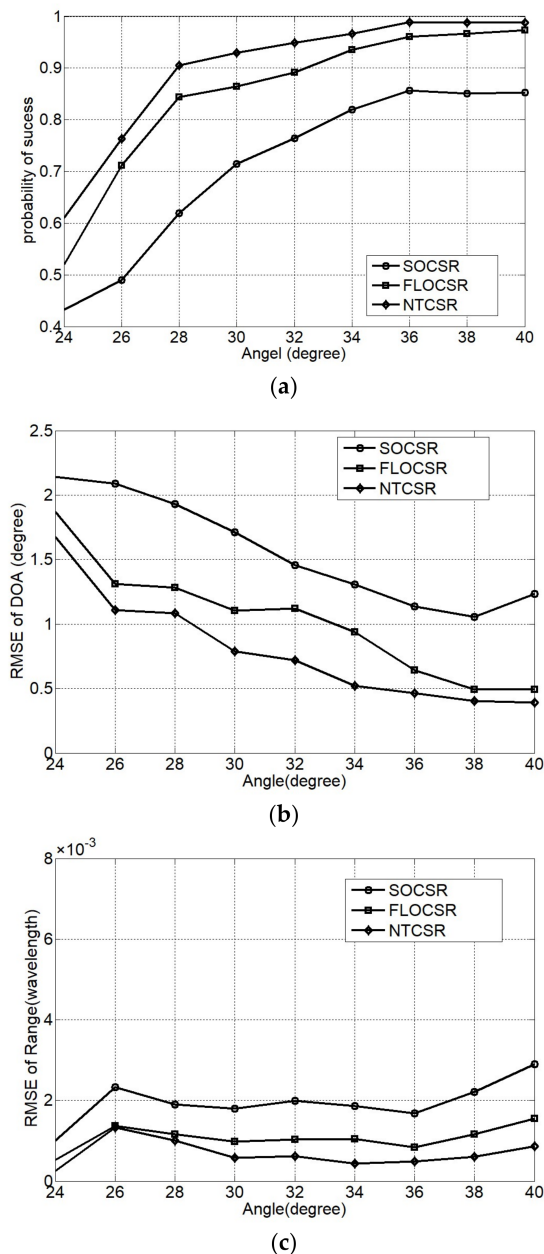 1
0.9
0.8
0.7
0.6
0.5
0.4
probability of sucess
SOCSR
FLOCSR
NTCSR
24 26 28 30 32 34 36 38 40
Angel (degree)
(a)
2.5
2
1.5
1
0.5
0
RMSE of DOA (degree)
SOCSR
FLOCSR
NTCSR
24 26 28 30 32 34 36 38 40
Angle(degree)
(b)
×10⁻³
8
6
4
2
0
RMSE of Range(wavelength)
SOCSR
FLOCSR
NTCSR
24 26 28 30 32 34 36 38 40
Angle(degree)
(c)